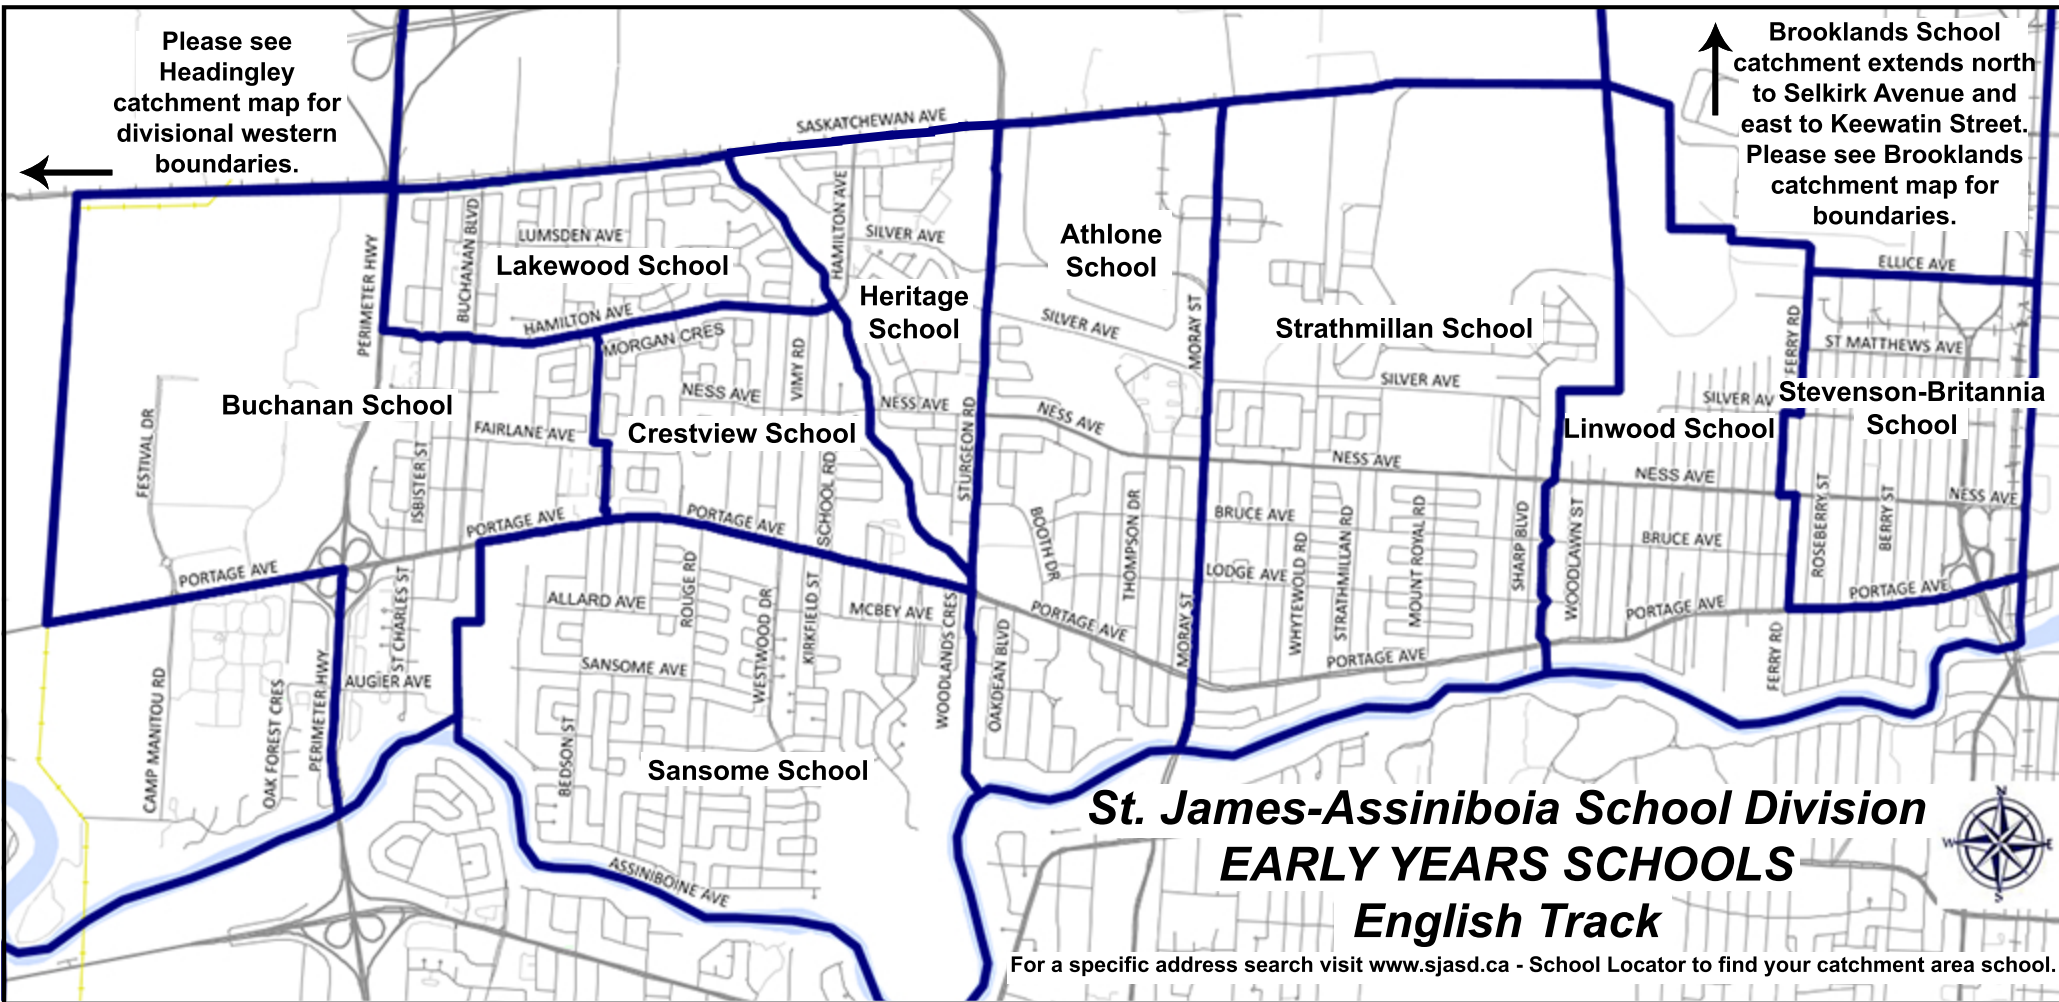 Please see
Headingley
catchment map for
divisional western
boundaries.
Brooklands School
catchment extends north
to Selkirk Avenue and
east to Keewatin Street.
Please see Brooklands
catchment map for
boundaries.
SASKATCHEWAN AVE
HAMILTON AVE
SILVER AVE
LUMSDEN AVE
BUCHANAN BLVD
PERIMETER HWY
Lakewood School
Athlone
School
ELLICE AVE
Heritage
School
HAMILTON AVE
MORGAN CRES
VIMY RD
SILVER AVE
MORAY ST
Strathmillan School
FERRY RD
ST MATTHEWS AVE
Buchanan School
NESS AVE
NESS AVE
STURGEON RD
NESS AVE
SILVER AVE
SILVER AV
Stevenson-Britannia
School
FESTIVAL DR
FAIRLANE AVE
Crestview School
Linwood School
ISBISTER ST
SCHOOL RD
NESS AVE
NESS AVE
NESS AVE
PORTAGE AVE
PORTAGE AVE
BOOTH DR
THOMPSON DR
BRUCE AVE
WHYTEWOLD RD
STRATHMILLAN RD
MOUNT ROYAL RD
SHARP BLVD
WOODLAWN ST
BRUCE AVE
ROSEBERRY ST
BERRY ST
PORTAGE AVE
ST CHARLES ST
ALLARD AVE
ROUGE RD
WESTWOOD DR
KIRKFIELD ST
MCBEY AVE
WOODLANDS CRES
OAKDEAN BLVD
PORTAGE AVE
MORAY ST
LODGE AVE
PORTAGE AVE
PORTAGE AVE
PORTAGE AVE
FERRY RD
CAMP MANITOU RD
OAK FOREST CRES
PERIMETER HWY
AUGIER AVE
SANSOME AVE
BEDSON ST
Sansome School
ASSINIBOINE AVE
St. James-Assiniboia School Division
EARLY YEARS SCHOOLS
English Track
For a specific address search visit www.sjasd.ca - School Locator to find your catchment area school.
N
W
E
S